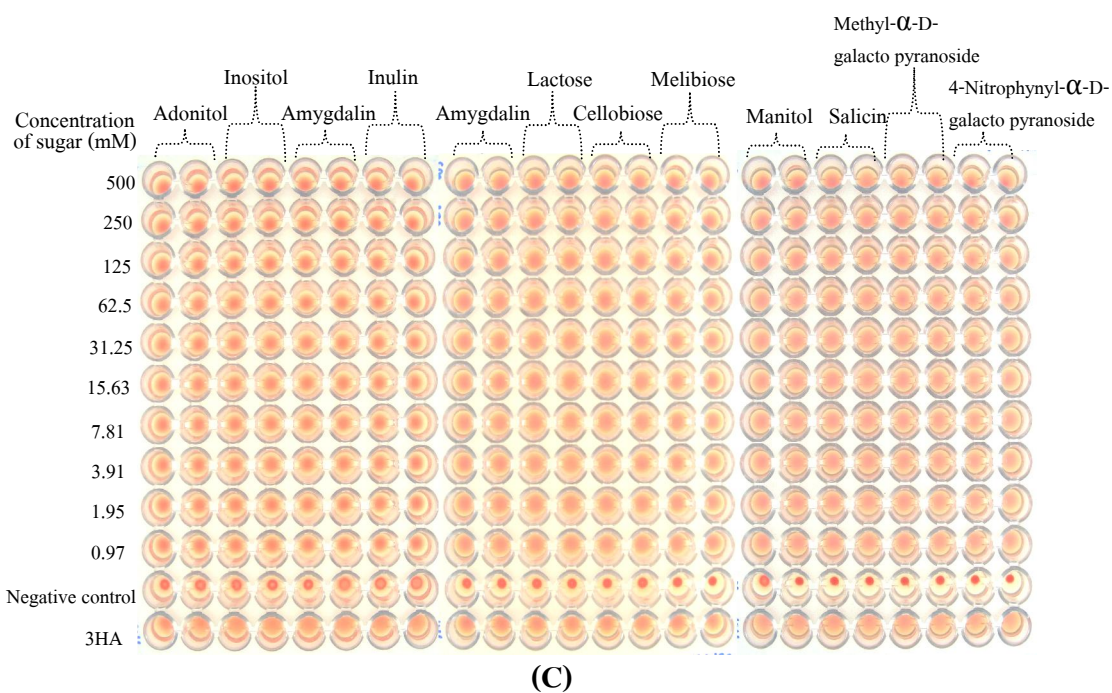 Methyl-α-D-
galacto pyranoside
Inositol
Inulin
Lactose
Melibiose
4-Nitrophynyl-α-D-
galacto pyranoside
Concentration
of sugar (mM)
Adonitol
Amygdalin
Amygdalin
Cellobiose
Manitol
Salicin
500
250
125
62.5
31.25
15.63
7.81
3.91
1.95
0.97
Negative control
3HA
(C)